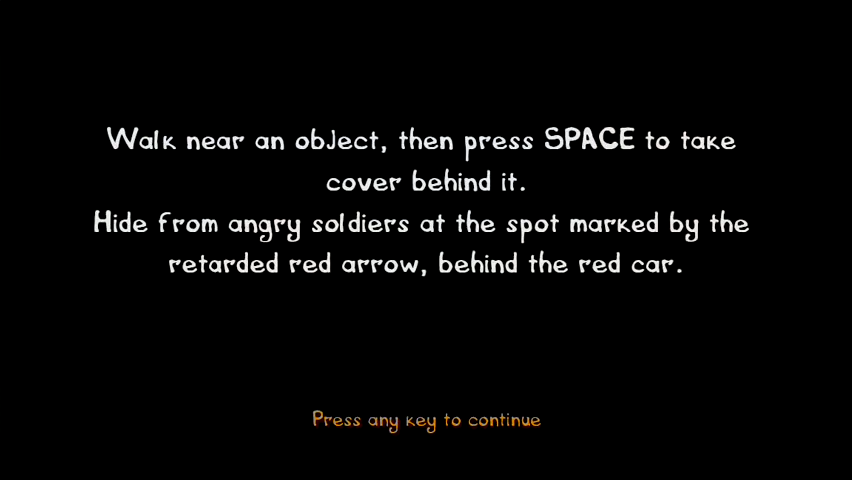 Walk near an object, then press SPACE to take
cover behind it.
Hide from angry soldiers at the spot marked by the
retarded red arrow, behind the red car.
Press any key to continue